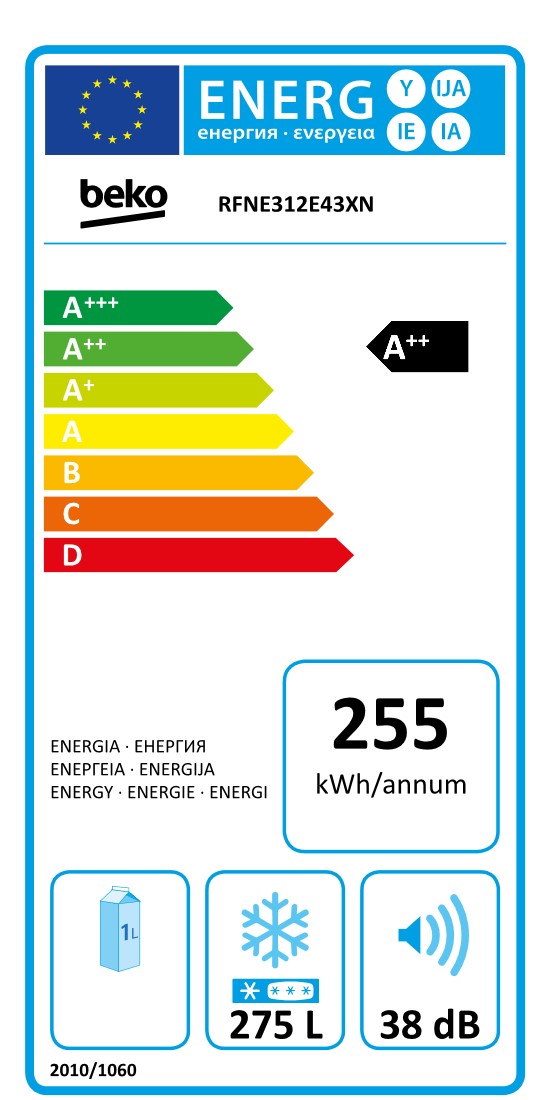 ENERG Y IJA
енергия · ενεργεια IE IA
beko RFNE312E43XN
A+++
A++ A++
A+
A
B
C
D
255
kWh/annum
ENERGIA · ЕНЕРГИЯ
ΕΝΕΡΓΕΙΑ · ENERGIJA
ENERGY · ENERGIE · ENERGI
1L
275 L 38 dB
2010/1060